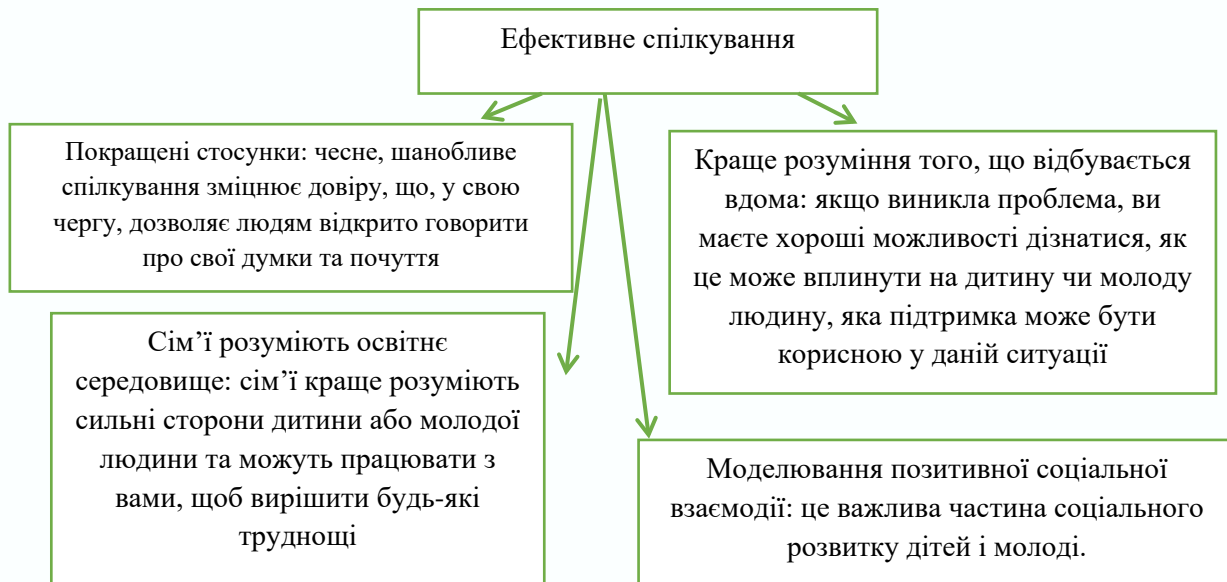 Ефективне спілкування
Покращені стосунки: чесне, шанобливе
спілкування зміцнює довіру, що, у свою
чергу, дозволяє людям відкрито говорити
про свої думки та почуття
Краще розуміння того, що відбувається
вдома: якщо виникла проблема, ви
маєте хороші можливості дізнатися, як
це може вплинути на дитину чи молоду
людину, яка підтримка може бути
корисною у даній ситуації
Сім’ї розуміють освітнє
середовище: сім’ї краще розуміють
сильні сторони дитини або молодої
людини та можуть працювати з
вами, щоб вирішити будь-які
труднощі
Моделювання позитивної соціальної
взаємодії: це важлива частина соціального
розвитку дітей і молоді.